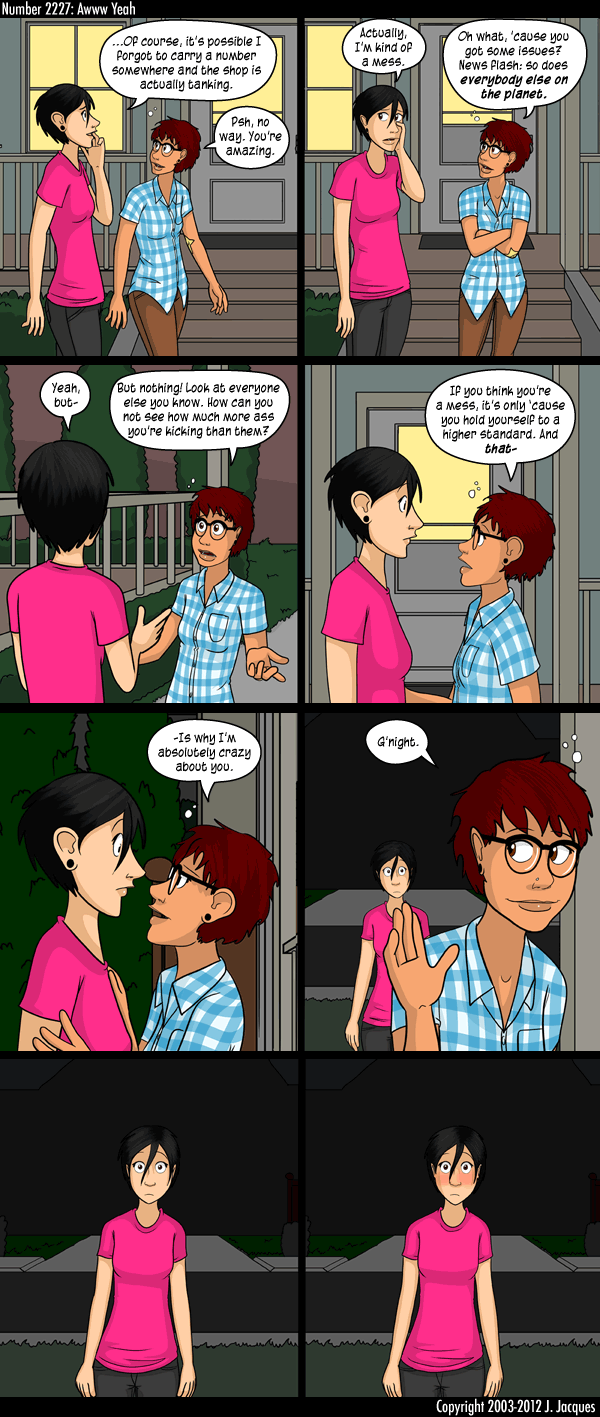 Number 2227: Awww Yeah
...Of course, it's possible I
forgot to carry a number
somewhere and the shop is
actually tanking.
Psh, no
way. You're
amazing.
Actually,
I'm kind of
a mess.
Oh what, 'cause you
got some issues?
News flash: so does
everybody else on
the planet.
Yeah,
but-
But nothing! Look at everyone
else you know. How can you
not see how much more ass
you're kicking than them?
If you think you're
a mess, it's only 'cause
you hold yourself to a
higher standard. And
that-
-Is why I'm
absolutely crazy
about you.
G'night.
Copyright 2003-2012 J. Jacques